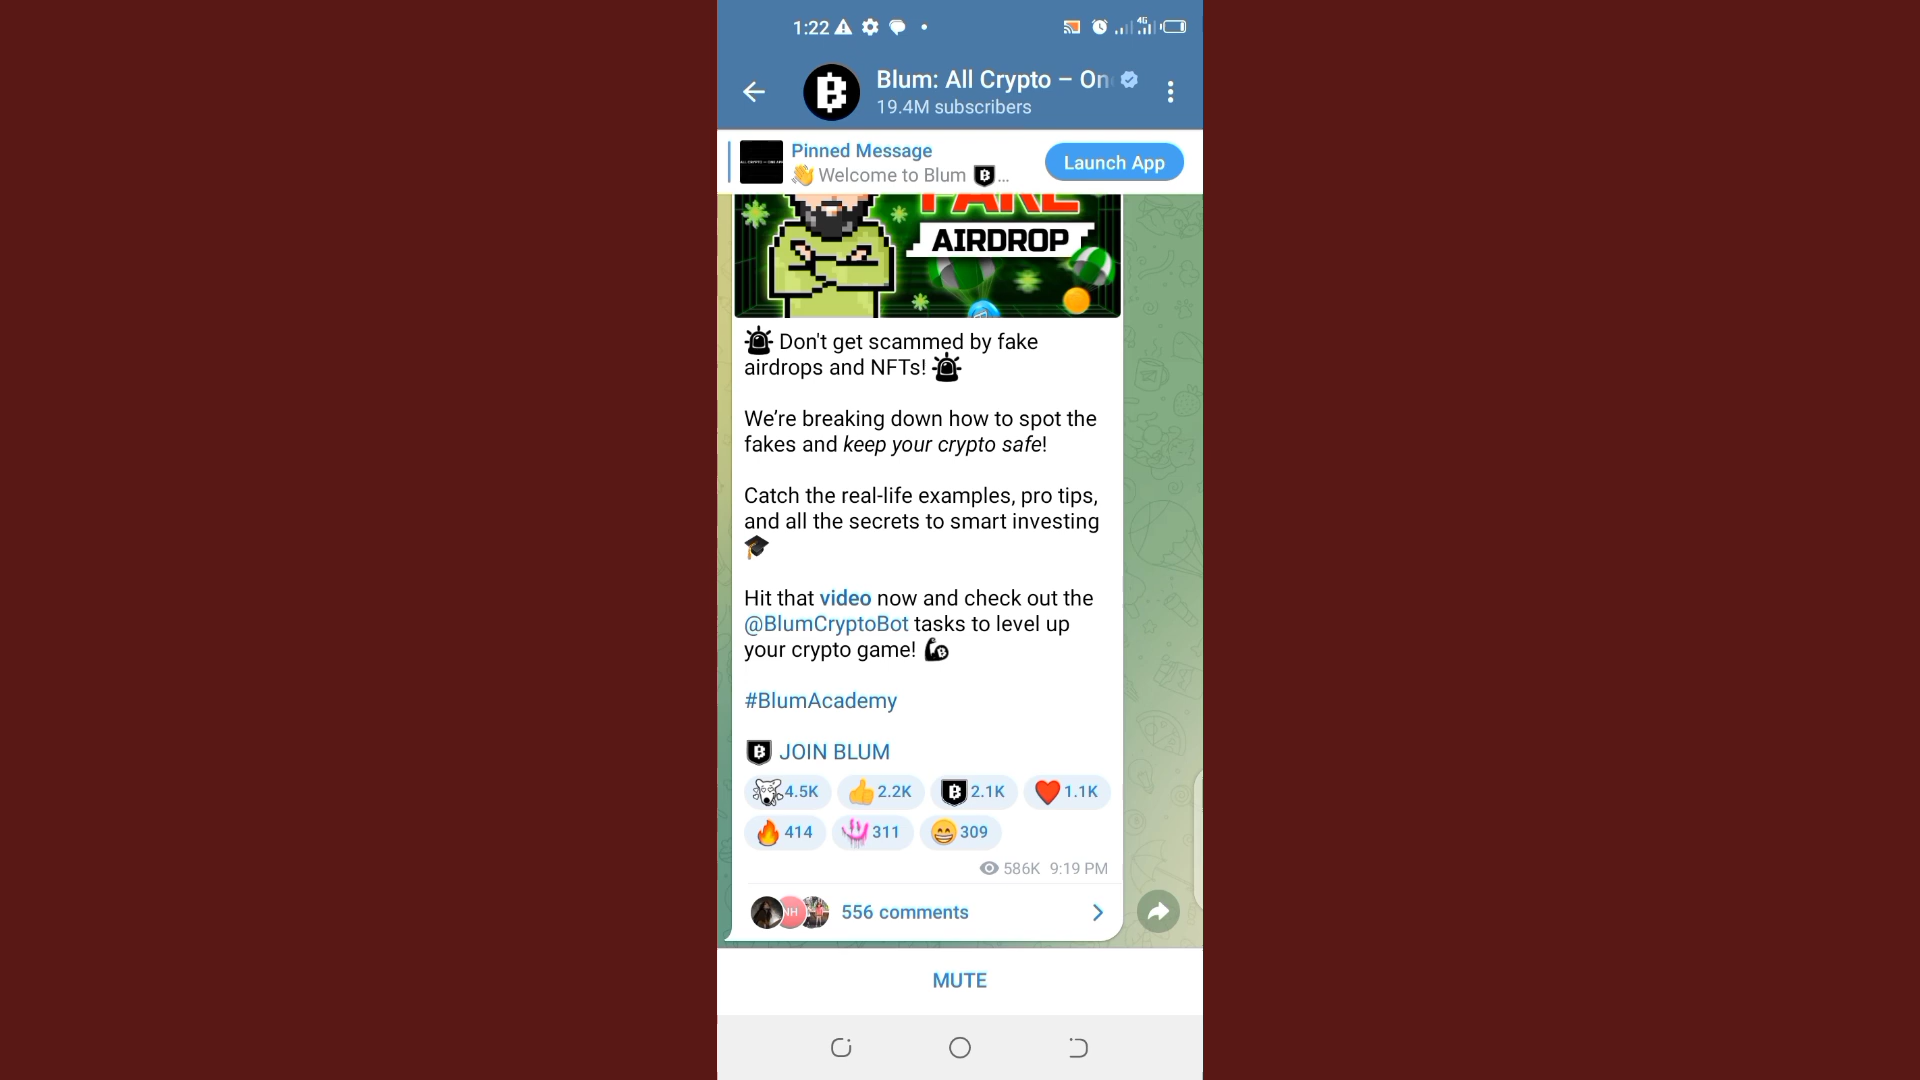 1:22
4G
Blum: All Crypto – On
19.4M subscribers
Pinned Message
👋 Welcome to Blum ...
Launch App
FAKE
AIRDROP
Don't get scammed by fake
airdrops and NFTs!
We’re breaking down how to spot the
fakes and keep your crypto safe!
Catch the real-life examples, pro tips,
and all the secrets to smart investing
🎓
Hit that video now and check out the
@BlumCryptoBot tasks to level up
your crypto game!
#BlumAcademy
JOIN BLUM
4.5K 👍 2.2K 2.1K ❤️ 1.1K
🔥 414 311 😁 309
586K 9:19 PM
NH
556 comments
MUTE